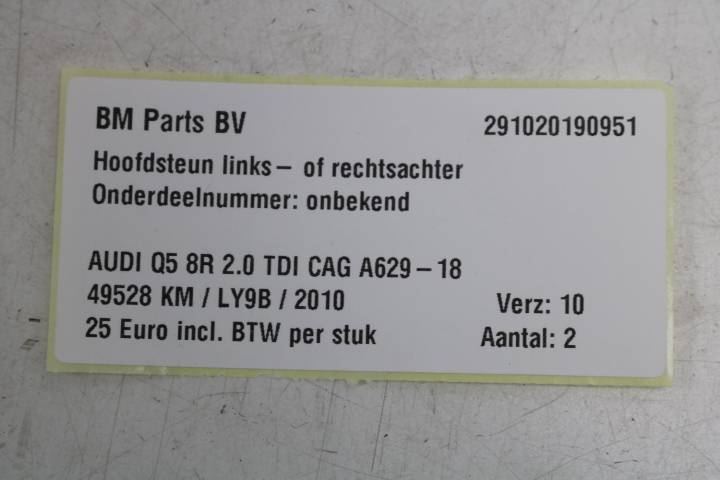 BM Parts BV 291020190951
Hoofdsteun links – of rechtsachter
Onderdeelnummer: onbekend
AUDI Q5 8R 2.0 TDI CAG A629 – 18
49528 KM / LY9B / 2010 Verz: 10
25 Euro incl. BTW per stuk Aantal: 2